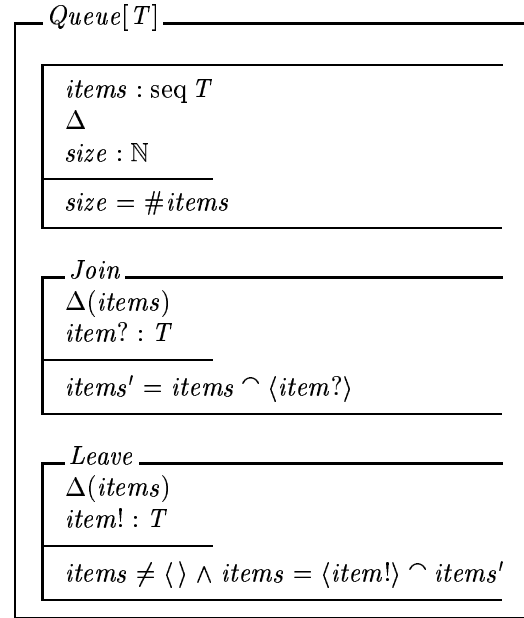 Queue[T]
items : seq T
Δ
size : ℕ
size = #items
Join
Δ(items)
item? : T
items′ = items ⌢ ⟨item?⟩
Leave
Δ(items)
item! : T
items ≠ ⟨ ⟩ ∧ items = ⟨item!⟩ ⌢ items′